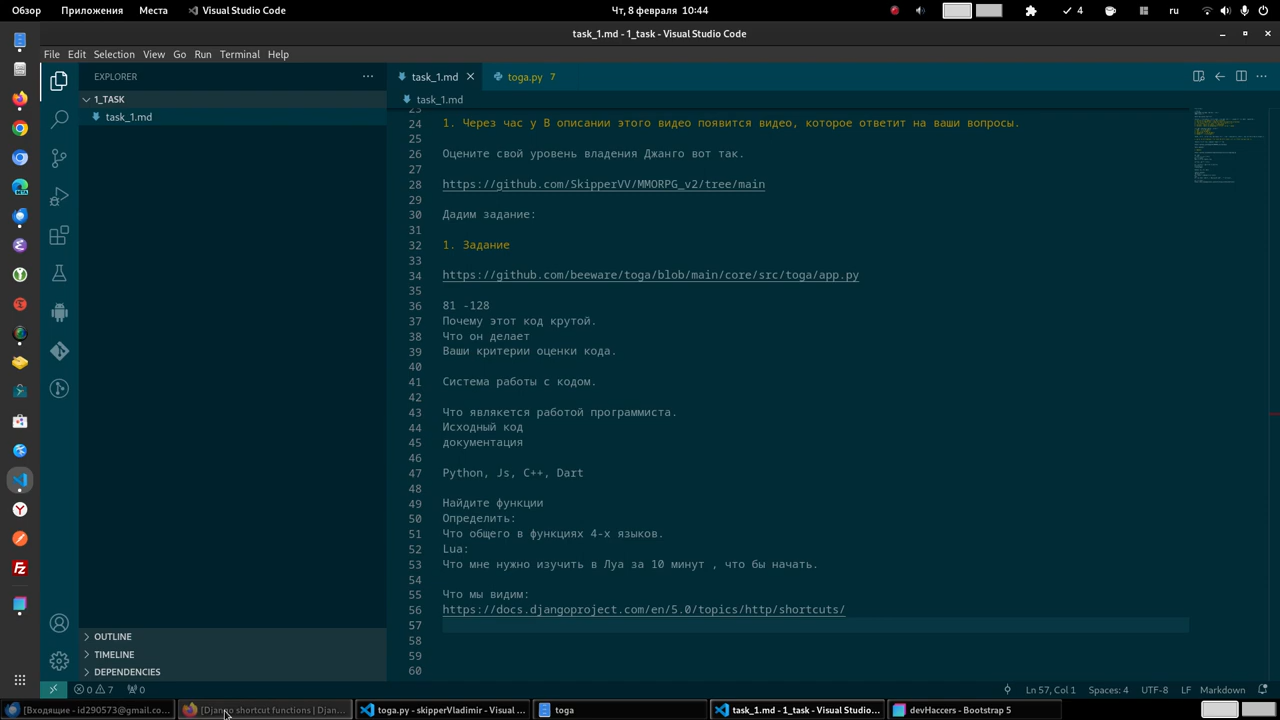 Обзор Приложения Места Visual Studio Code Чт, 8 февраля 10:44 4 ru
task_1.md - 1_task - Visual Studio Code
File Edit Selection View Go Run Terminal Help
EXPLORER
1_TASK
task_1.md
OUTLINE
TIMELINE
DEPENDENCIES
task_1.md toga.py 7
task_1.md
23
24 1. Через час у В описании этого видео появится видео, которое ответит на ваши вопросы.
25
26 Оцените свой уровень владения Джанго вот так.
27
28 https://github.com/SkipperVV/MMORPG_v2/tree/main
29
30 Дадим задание:
31
32 1. Задание
33
34 https://github.com/beeware/toga/blob/main/core/src/toga/app.py
35
36 81 -128
37 Почему этот код крутой.
38 Что он делает
39 Ваши критерии оценки кода.
40
41 Система работы с кодом.
42
43 Что являкется работой программиста.
44 Исходный код
45 документация
46
47 Python, Js, C++, Dart
48
49 Найдите функции
50 Определить:
51 Что общего в функциях 4-х языков.
52 Lua:
53 Что мне нужно изучить в Луа за 10 минут , что бы начать.
54
55 Что мы видим:
56 https://docs.djangoproject.com/en/5.0/topics/http/shortcuts/
57
58
59
60
0 7 0 Ln 57, Col 1 Spaces: 4 UTF-8 LF Markdown
[Входящие - id290573@gmail.co... [Django shortcut functions | Djan... toga.py - skipperVladimir - Visual ... toga task_1.md - 1_task - Visual Studio... devHaccers - Bootstrap 5